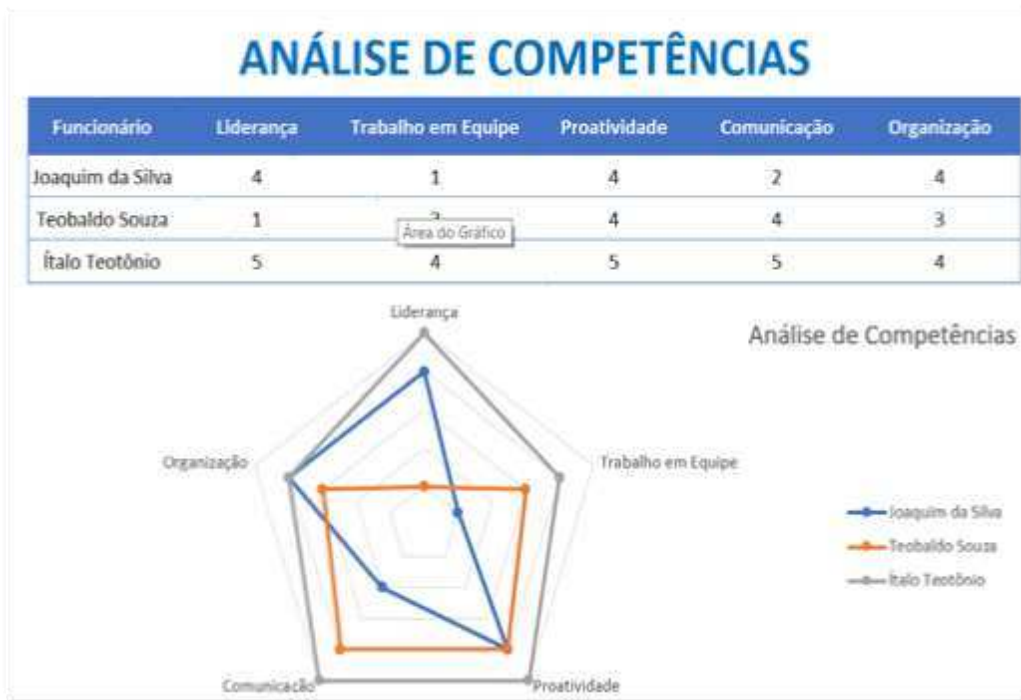 ANÁLISE DE COMPETÊNCIAS
Funcionário Liderança Trabalho em Equipe Proatividade Comunicação Organização
Joaquim da Silva 4 1 4 2 4
Teobaldo Souza 1 4 4 3
Área do Gráfico
Ítalo Teotônio 5 4 5 5 4
Liderança
Análise de Competências
Organização
Trabalho em Equipe
Joaquim da Silva
Teobaldo Souza
Ítalo Teotônio
Comunicação
Proatividade